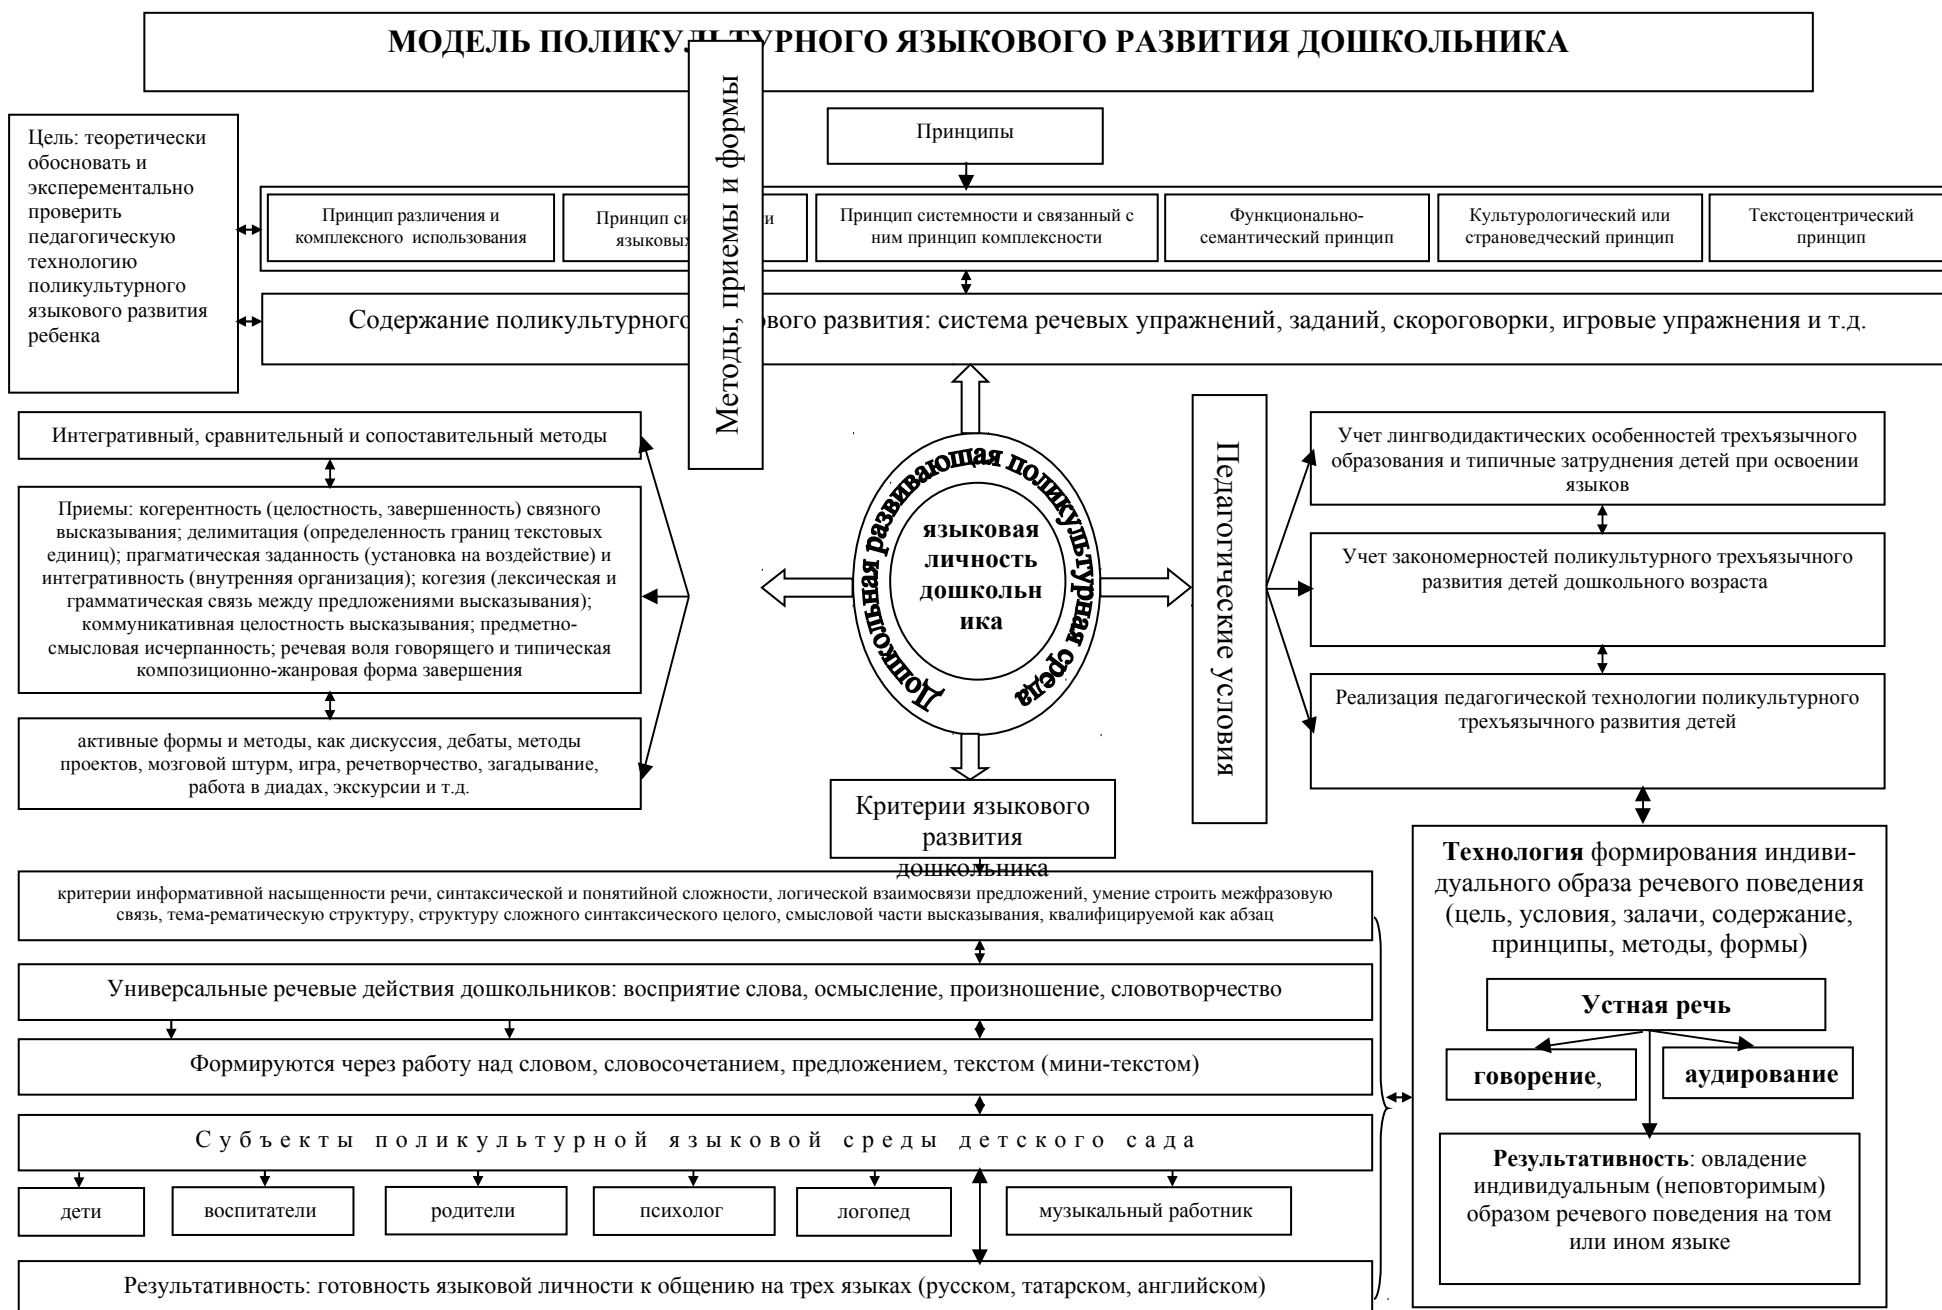 МОДЕЛЬ ПОЛИКУЛЬТУРНОГО ЯЗЫКОВОГО РАЗВИТИЯ ДОШКОЛЬНИКА
Цель: теоретически
обосновать и
эксперементально
проверить
педагогическую
технологию
поликультурного
языкового развития
ребенка
Принципы
Принцип различения и
комплексного использования
Принцип
языковых
Принцип системности и связанный с
ним принцип комплексности
Функционально-
семантический принцип
Культурологический или
страноведческий принцип
Текстоцентрический
принцип
Содержание поликультурного развития: система речевых упражнений, заданий, скороговорки, игровые упражнения и т.д.
Методы, приемы и формы
Интегративный, сравнительный и сопоставительный методы
Приемы: когерентность (целостность, завершенность) связного
высказывания; делимитация (определенность границ текстовых
единиц); прагматическая заданность (установка на воздействие) и
интегративность (внутренняя организация); когезия (лексическая и
грамматическая связь между предложениями высказывания);
коммуникативная целостность высказывания; предметно-
смысловая исчерпанность; речевая воля говорящего и типическая
композиционно-жанровая форма завершения
активные формы и методы, как дискуссия, дебаты, методы
проектов, мозговой штурм, игра, речетворчество, загадывание,
работа в диадах, экскурсии и т.д.
Дошкольная развивающая поликультурная среда
языковая
личность
дошкольн
ика
Педагогические условия
Учет лингводидактических особенностей трехъязычного
образования и типичные затруднения детей при освоении
языков
Учет закономерностей поликультурного трехъязычного
развития детей дошкольного возраста
Реализация педагогической технологии поликультурного
трехъязычного развития детей
Критерии языкового
развития
дошкольника
критерии информативной насыщенности речи, синтаксической и понятийной сложности, логической взаимосвязи предложений, умение строить межфразовую
связь, тема-рематическую структуру, структуру сложного синтаксического целого, смысловой части высказывания, квалифицируемой как абзац
Универсальные речевые действия дошкольников: восприятие слова, осмысление, произношение, словотворчество
Формируются через работу над словом, словосочетанием, предложением, текстом (мини-текстом)
Субъекты поликультурной языковой среды детского сада
дети
воспитатели
родители
психолог
логопед
музыкальный работник
Результативность: готовность языковой личности к общению на трех языках (русском, татарском, английском)
Технология формирования индиви-
дуального образа речевого поведения
(цель, условия, залачи, содержание,
принципы, методы, формы)
Устная речь
говорение,
аудирование
Результативность: овладение
индивидуальным (неповторимым)
образом речевого поведения на том
или ином языке